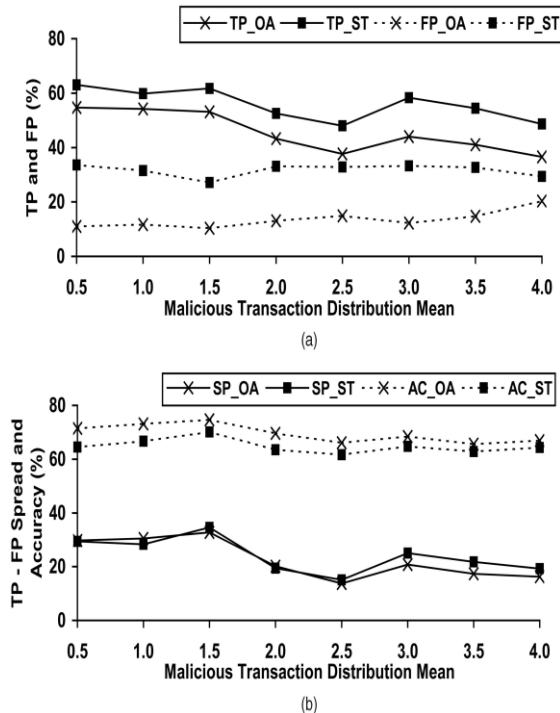 TP_OA TP_ST FP_OA FP_ST
TP and FP (%)
80
60
40
20
0
0.5 1.0 1.5 2.0 2.5 3.0 3.5 4.0
Malicious Transaction Distribution Mean
(a)
SP_OA SP_ST AC_OA AC_ST
TP - FP Spread and
Accuracy (%)
80
60
40
20
0
0.5 1.0 1.5 2.0 2.5 3.0 3.5 4.0
Malicious Transaction Distribution Mean
(b)